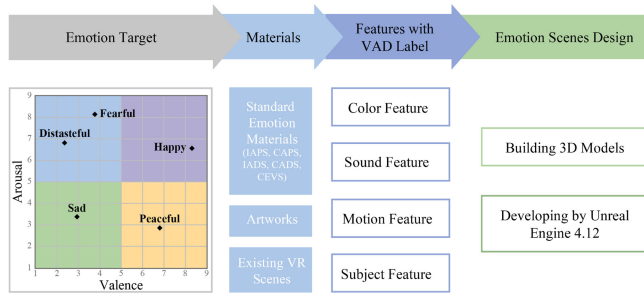 Emotion Target
Materials
Features with
VAD Label
Emotion Scenes Design
9
8
7
6
5
4
3
2
1
Arousal
Fearful
Distasteful
Happy
Sad
Peaceful
1 2 3 4 5 6 7 8 9
Valence
Standard
Emotion
Materials
(IAPS, CAPS,
IADS, CADS,
CEVS)
Artworks
Existing VR
Scenes
Color Feature
Sound Feature
Motion Feature
Subject Feature
Building 3D Models
Developing by Unreal
Engine 4.12